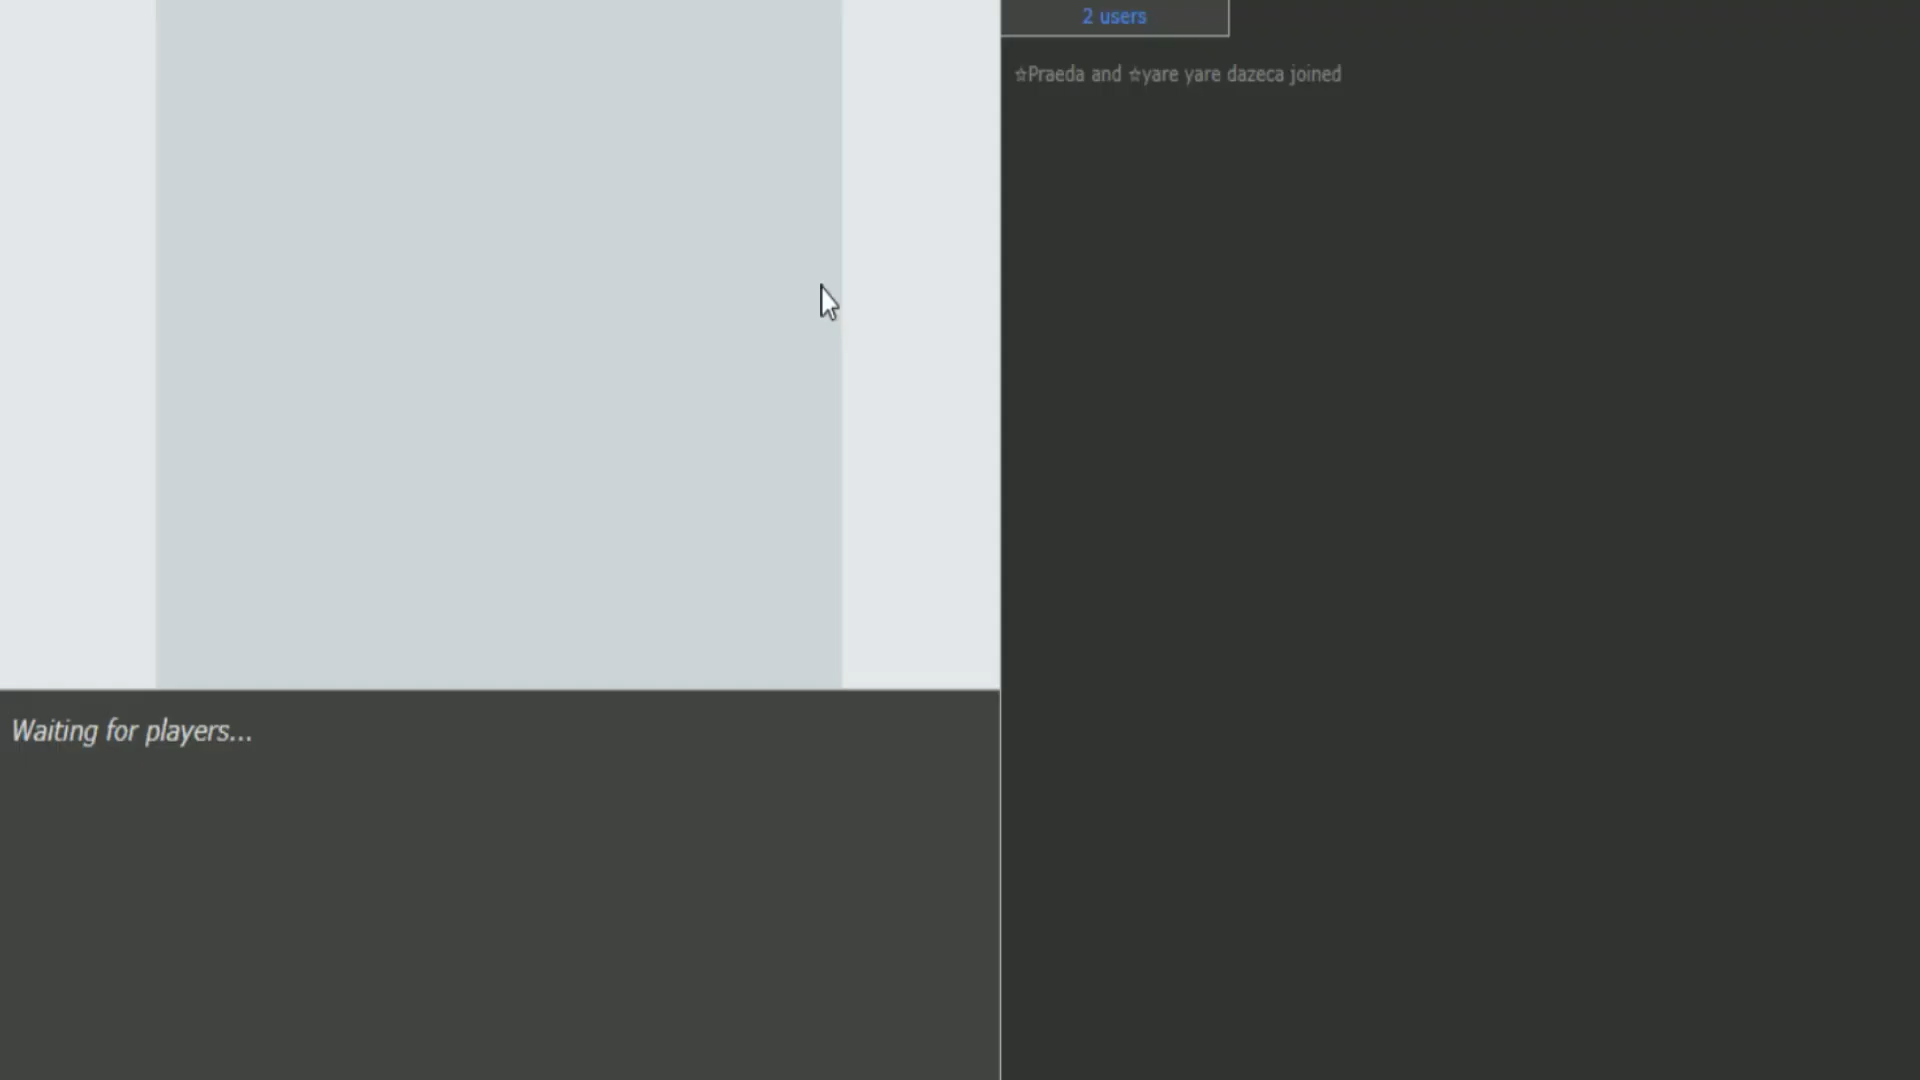 2 users
☆Praeda and ☆yare yare dazeca joined
Waiting for players...